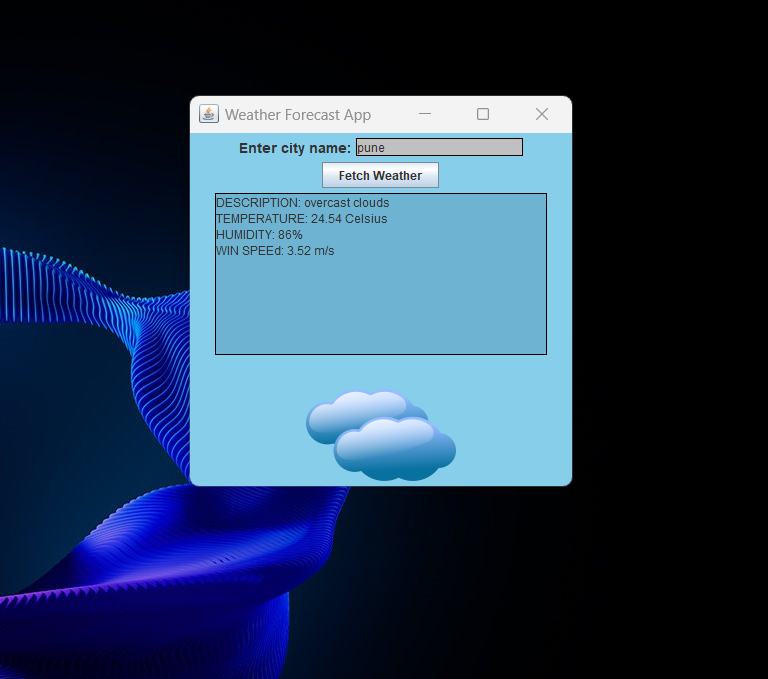 Weather Forecast App
Enter city name: pune
Fetch Weather
DESCRIPTION: overcast clouds
TEMPERATURE: 24.54 Celsius
HUMIDITY: 86%
WIN SPEEd: 3.52 m/s